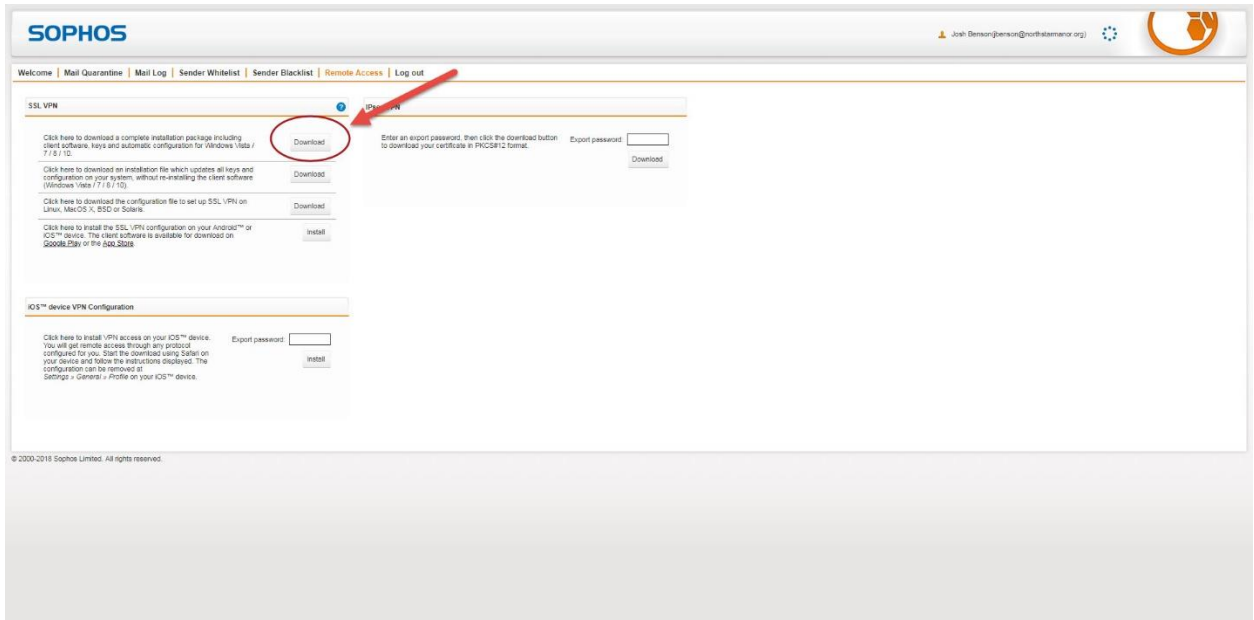 SOPHOS
Josh Benson(jbenson@northstarmanor.org)
Welcome | Mail Quarantine | Mail Log | Sender Whitelist | Sender Blacklist | Remote Access | Log out
SSL VPN
?
Click here to download a complete installation package including
client software, keys and automatic configuration for Windows Vista /
7 / 8 / 10.
Download
Click here to download an installation file which updates all keys and
configuration on your system, without re-installing the client software
(Windows Vista / 7 / 8 / 10).
Download
Click here to download the configuration file to set up SSL VPN on
Linux, MacOS X, BSD or Solaris.
Download
Click here to install the SSL VPN configuration on your Android™ or
iOS™ device. The client software is available for download on
Google Play or the App Store.
Install
VPN
Enter an export password, then click the download button
to download your certificate in PKCS#12 format.
Export password:
Download
iOS™ device VPN Configuration
Click here to install VPN access on your iOS™ device.
You will get remote access through any protocol
configured for you. Start the download using Safari on
your device and follow the instructions displayed. The
configuration can be removed at
Settings » General » Profile on your iOS™ device.
Export password:
Install
© 2000-2018 Sophos Limited. All rights reserved.